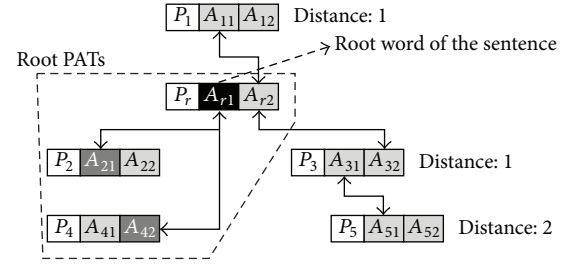 P1 A11 A12 Distance: 1
Root word of the sentence
Root PATs
Pr Ar1 Ar2
P2 A21 A22
P3 A31 A32 Distance: 1
P4 A41 A42
P5 A51 A52 Distance: 2